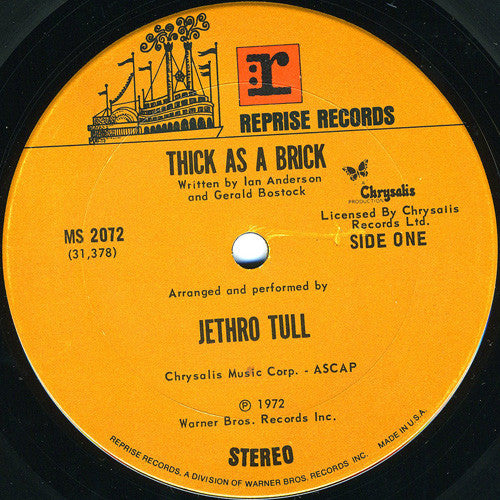 r
REPRISE RECORDS
THICK AS A BRICK
Written by Ian Anderson
and Gerald Bostock
Chrysalis
PRODUCTION
Licensed By Chrysalis
Records Ltd.
MS 2072
(31,378)
SIDE ONE
Arranged and performed by
JETHRO TULL
Chrysalis Music Corp. - ASCAP
℗ 1972
Warner Bros. Records Inc.
STEREO
REPRISE RECORDS, A DIVISION OF WARNER BROS. RECORDS INC. MADE IN U.S.A.